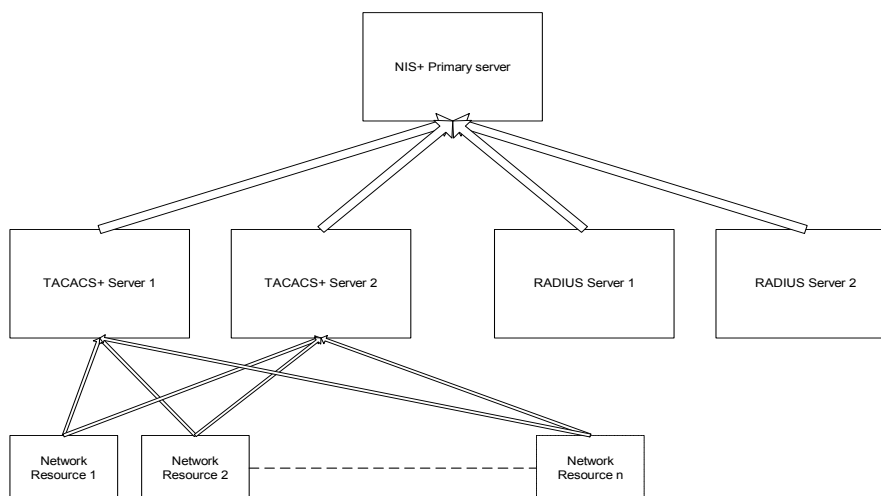 NIS+ Primary server
TACACS+ Server 1
TACACS+ Server 2
RADIUS Server 1
RADIUS Server 2
Network
Resource 1
Network
Resource 2
Network
Resource n